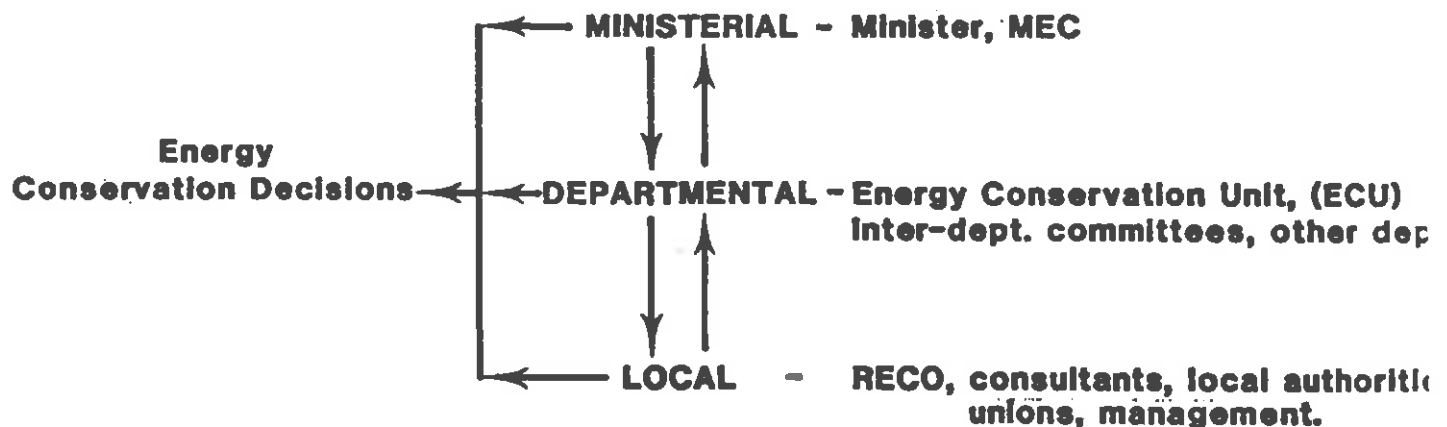 MINISTERIAL - Minister, MEC
Energy
Conservation Decisions
DEPARTMENTAL - Energy Conservation Unit, (ECU)
inter-dept. committees, other
LOCAL - RECO, consultants, local
unions, management.